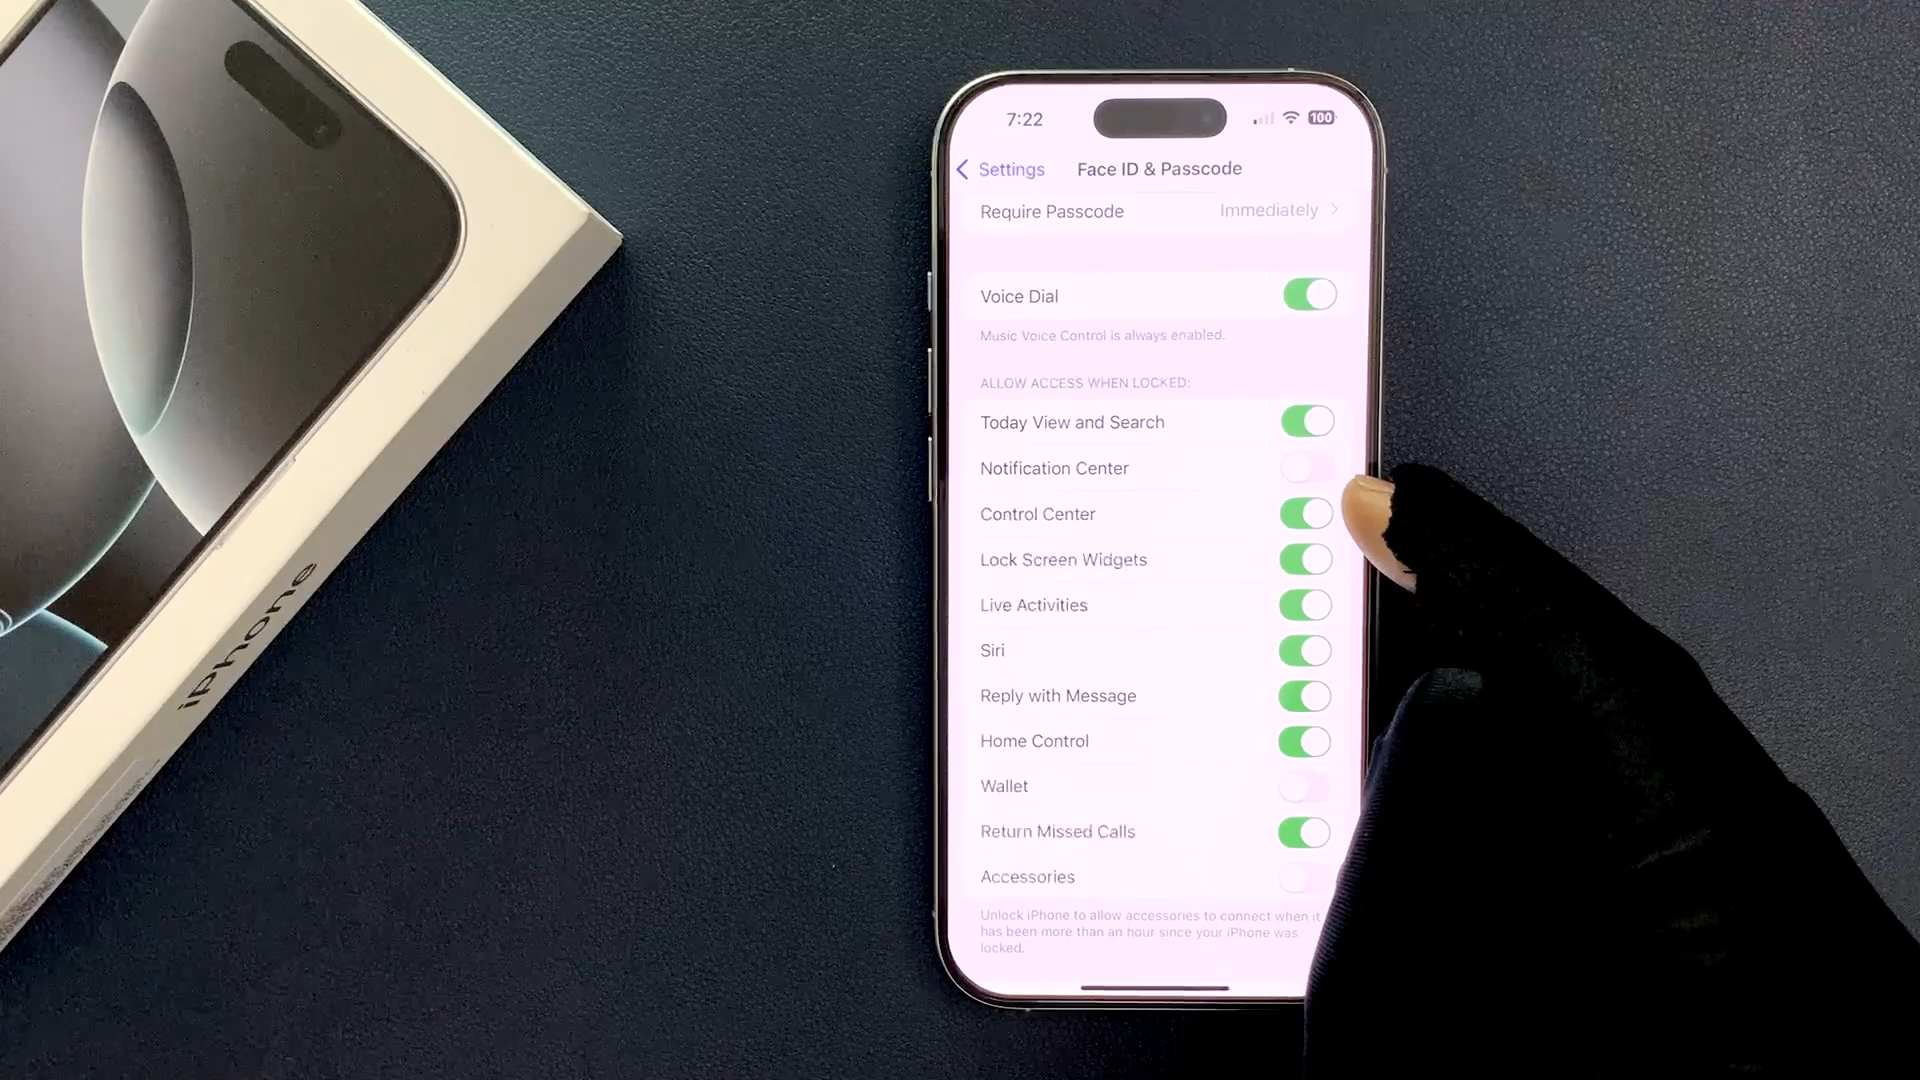 7:22
100
Settings
Face ID & Passcode
Require Passcode
Immediately
Voice Dial
Music Voice Control is always enabled.
ALLOW ACCESS WHEN LOCKED:
Today View and Search
Notification Center
Control Center
Lock Screen Widgets
Live Activities
Siri
Reply with Message
Home Control
Wallet
Return Missed Calls
Accessories
Unlock iPhone to allow accessories to connect when it
has been more than an hour since your iPhone was
locked.
iPhone